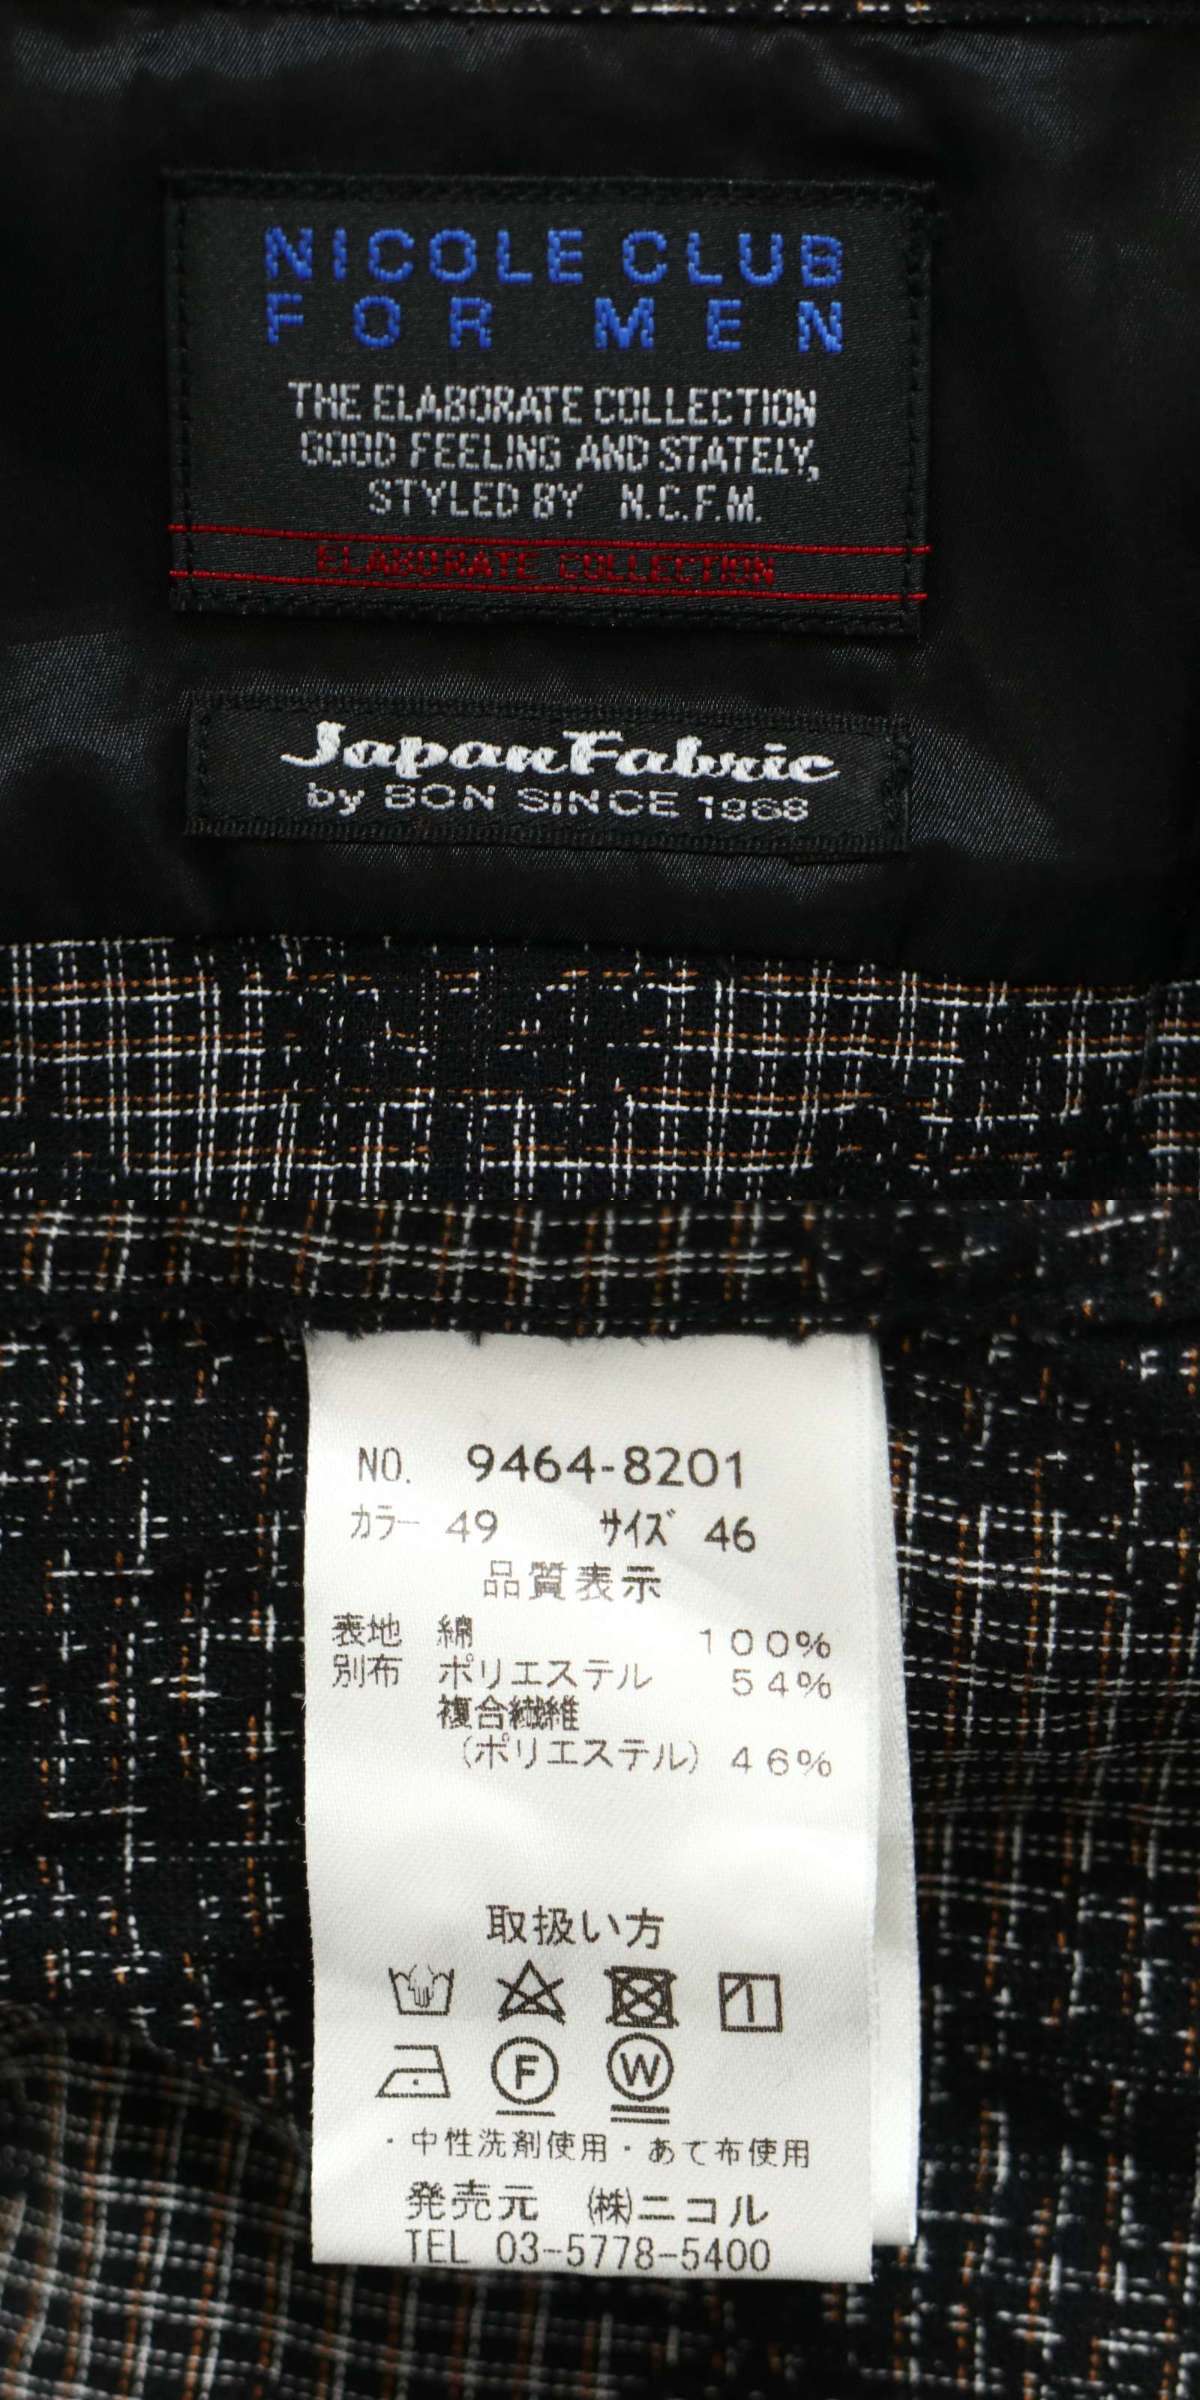 NICOLE CLUB
FOR MEN
THE ELABORATE COLLECTION
GOOD FEELING AND STATELY,
STYLED BY N.C.F.M.
ELABORATE COLLECTION
JapanFabric
by BON SINCE 1968
NO. 9464-8201
カラー 49 サイズ 46
品質表示
表地 綿 100%
別布 ポリエステル 54%
複合繊維
(ポリエステル) 46%
取扱い方
F W
・中性洗剤使用・あて布使用
発売元 ㈱ニコル
TEL 03-5778-5400